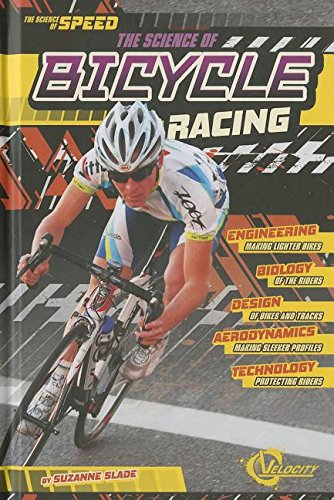 THE SCIENCE OF SPEED
THE SCIENCE OF
BICYCLE
RACING
ENGINEERING
MAKING LIGHTER BIKES
BIOLOGY
OF THE RIDERS
DESIGN
OF BIKES AND TRACKS
AERODYNAMICS
MAKING SLEEKER PROFILES
TECHNOLOGY
PROTECTING RIDERS
BY SUZANNE SLADE
VELOCITY